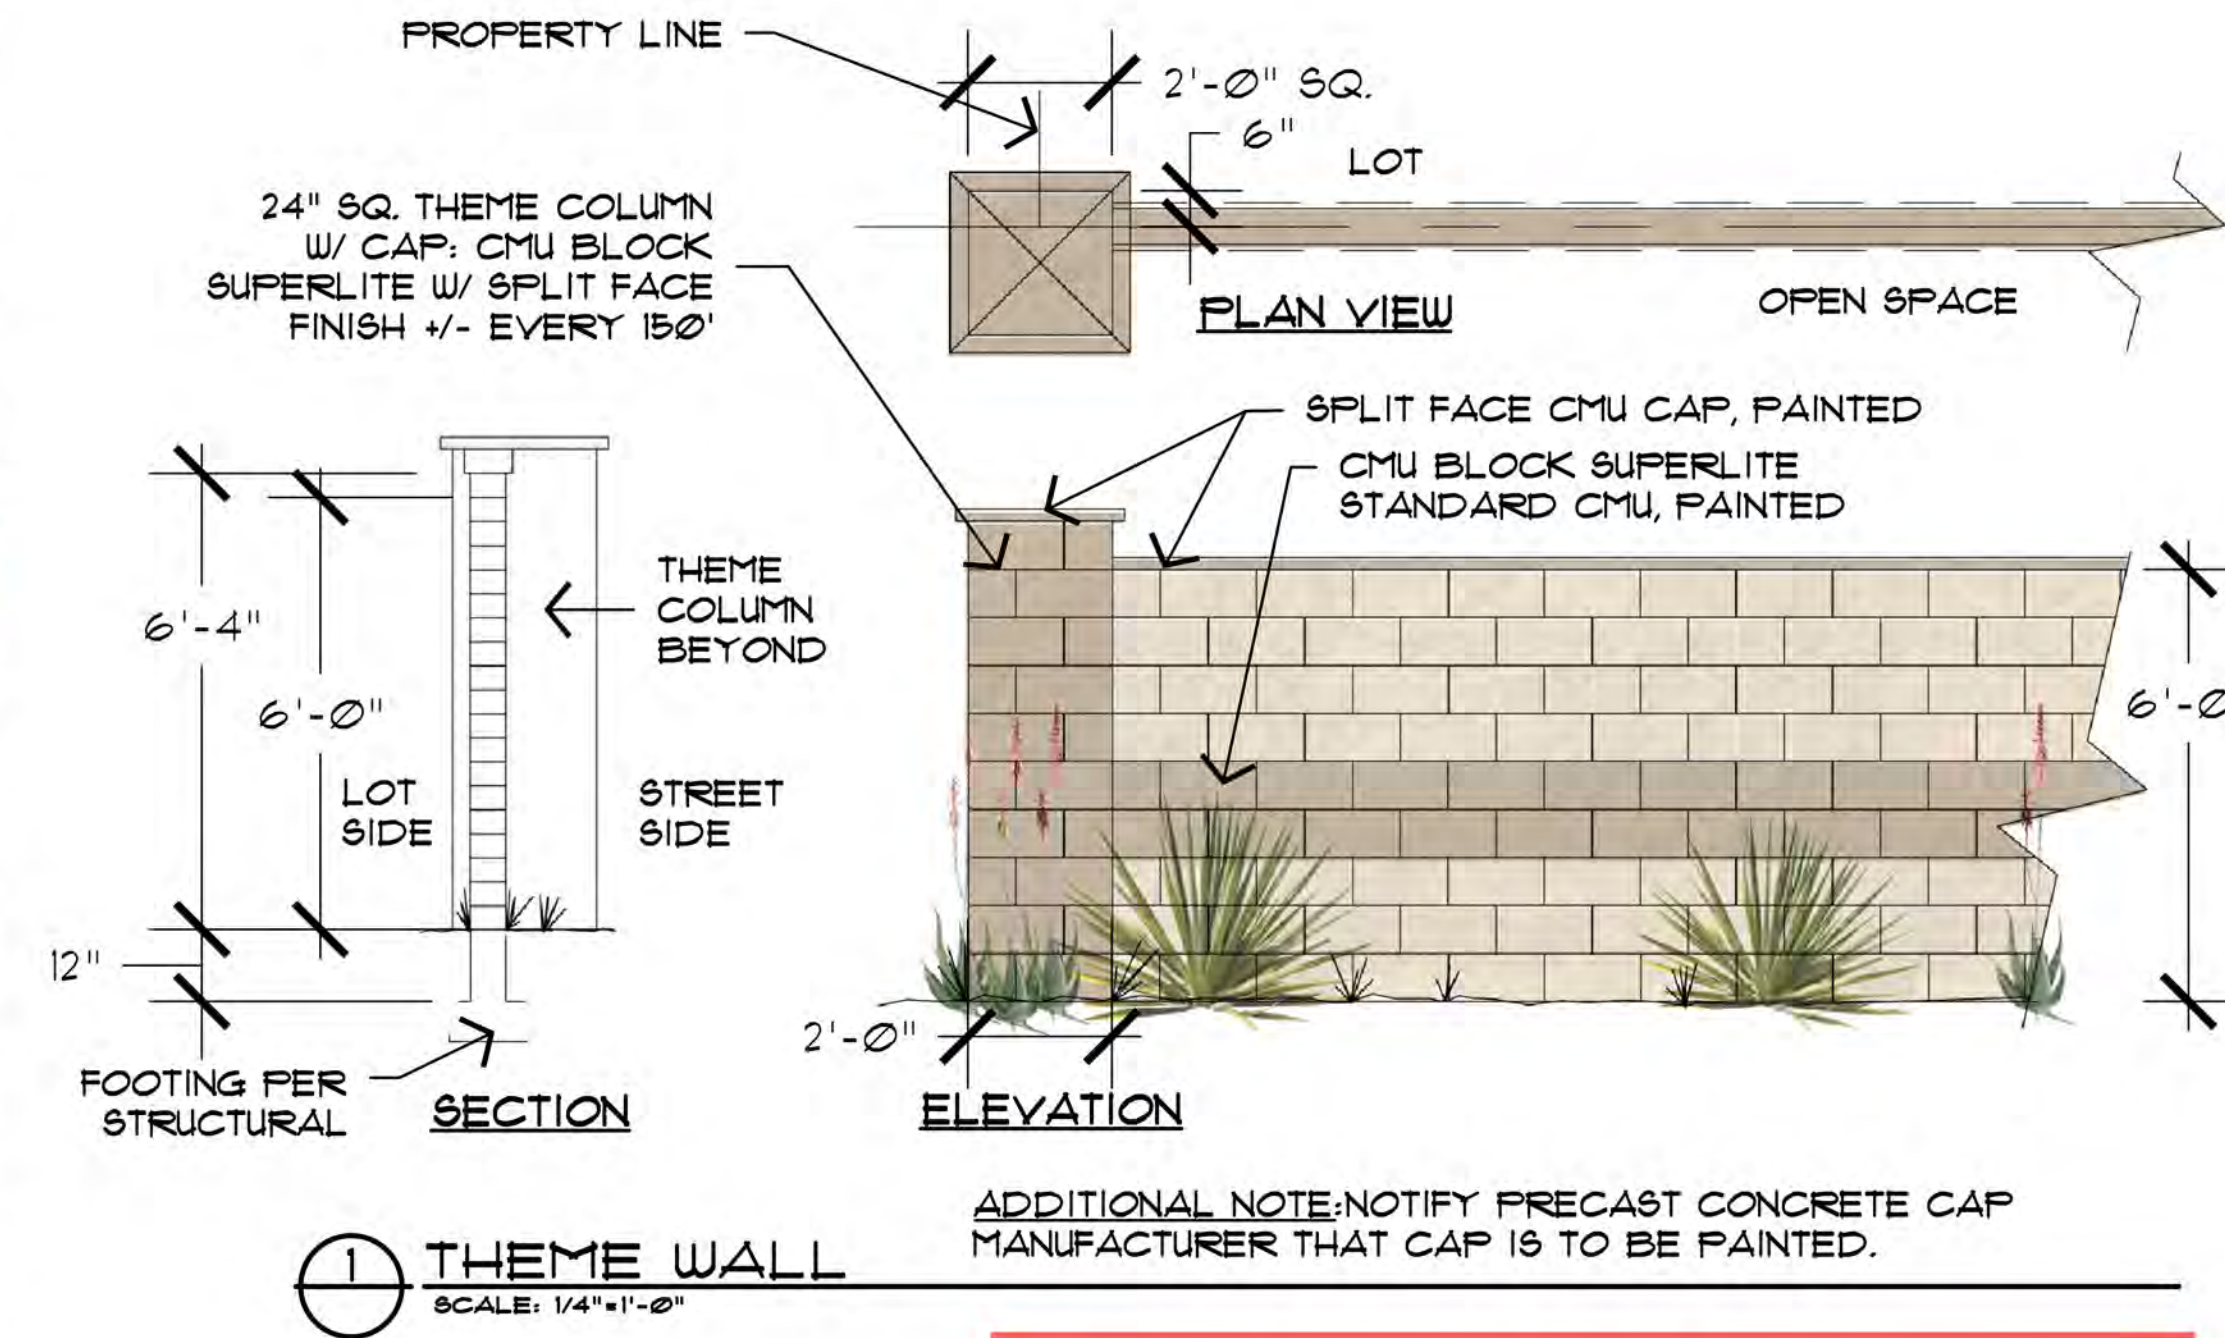 PROPERTY LINE
2'-0" SQ.
6"
LOT
24" SQ. THEME COLUMN
W/ CAP: CMU BLOCK
SUPERLITE W/ SPLIT FACE
FINISH +/- EVERY 150'
PLAN VIEW
OPEN SPACE
SPLIT FACE CMU CAP, PAINTED
CMU BLOCK SUPERLITE
STANDARD CMU, PAINTED
THEME
COLUMN
BEYOND
6'-4"
6'-0"
6'-0
LOT
SIDE
STREET
SIDE
12"
2'-0"
FOOTING PER
STRUCTURAL
SECTION
ELEVATION
ADDITIONAL NOTE:NOTIFY PRECAST CONCRETE CAP
MANUFACTURER THAT CAP IS TO BE PAINTED.
1
THEME WALL
SCALE: 1/4"=1'-0"